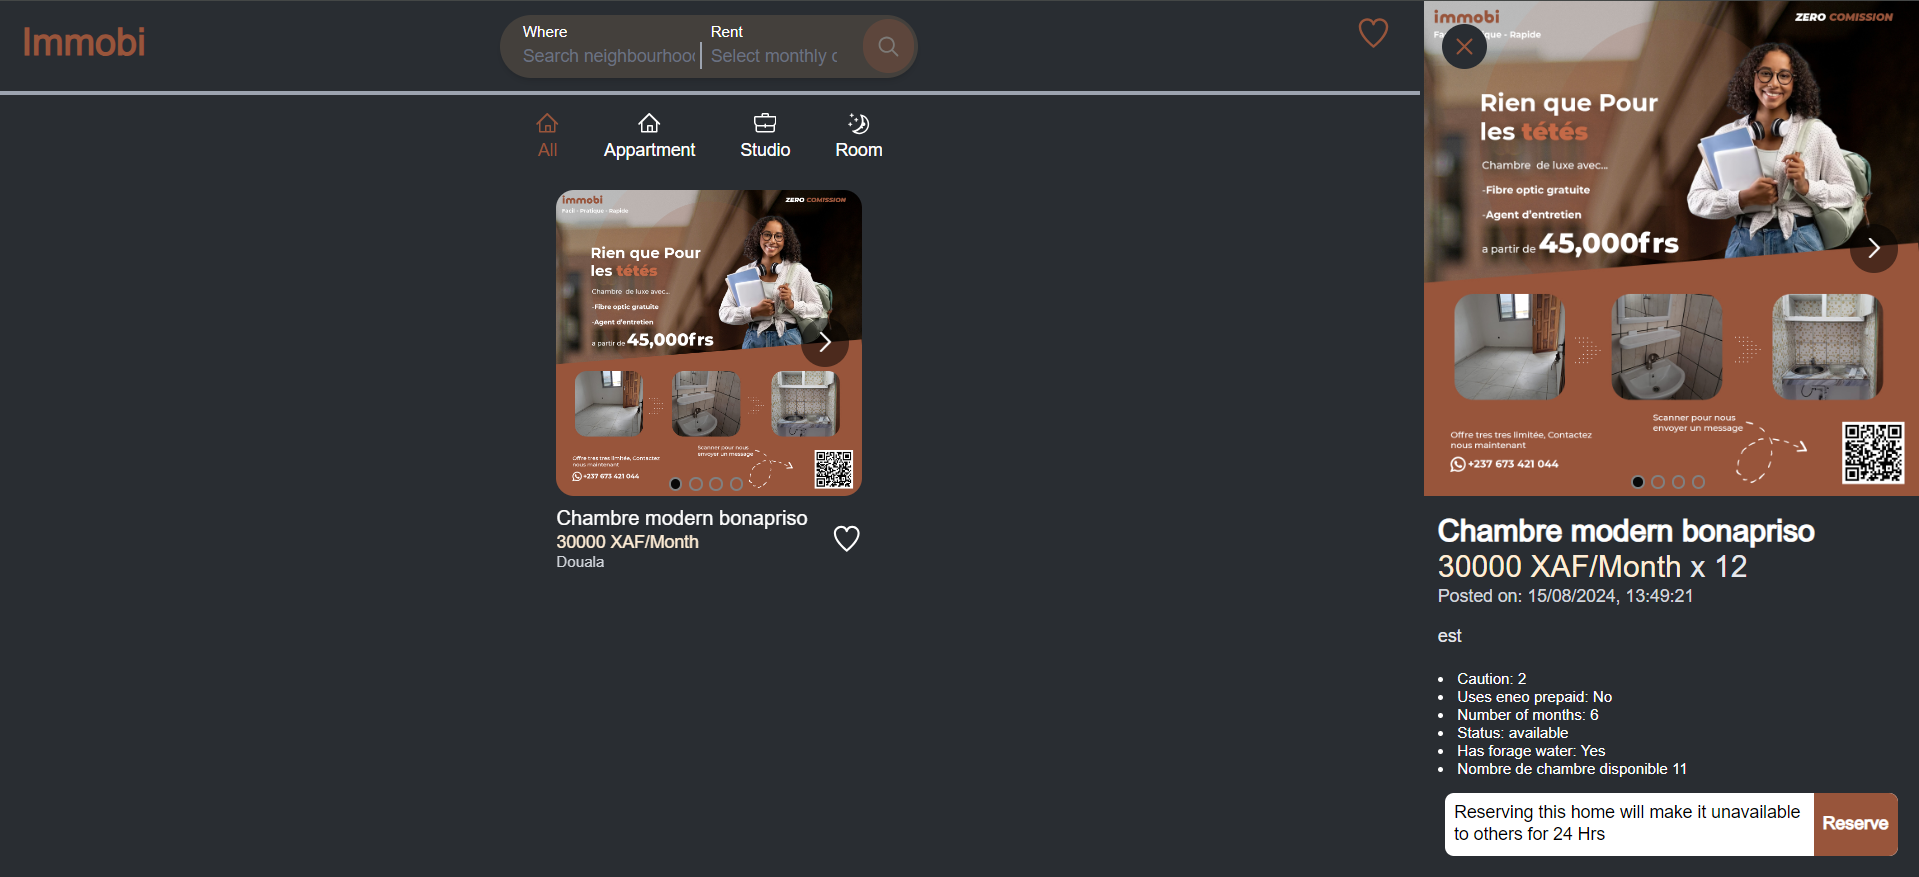 Immobi
Where
Search neighbourhoo
Rent
Select monthly
All
Appartment
Studio
Room
immobi
Facil - Pratique - Rapide
ZERO COMISSION
Rien que Pour
les tétés
Chambre de luxe avec...
-Fibre optic gratuite
-Agent d'entretien
a partir de 45,000frs
Scanner pour nous
envoyer un message
Offre tres tres limitée, Contactez
nous maintenant
+237 673 421 044
Chambre modern bonapriso
30000 XAF/Month
Douala
immobi
ZERO COMISSION
que - Rapide
Rien que Pour
les tétés
Chambre de luxe avec...
-Fibre optic gratuite
-Agent d'entretien
a partir de 45,000frs
Scanner pour nous
envoyer un message
Offre tres tres limitée, Contactez
nous maintenant
+237 673 421 044
Chambre modern bonapriso
30000 XAF/Month x 12
Posted on: 15/08/2024, 13:49:21
est
• Caution: 2
• Uses eneo prepaid: No
• Number of months: 6
• Status: available
• Has forage water: Yes
• Nombre de chambre disponible 11
Reserving this home will make it unavailable
to others for 24 Hrs
Reserve